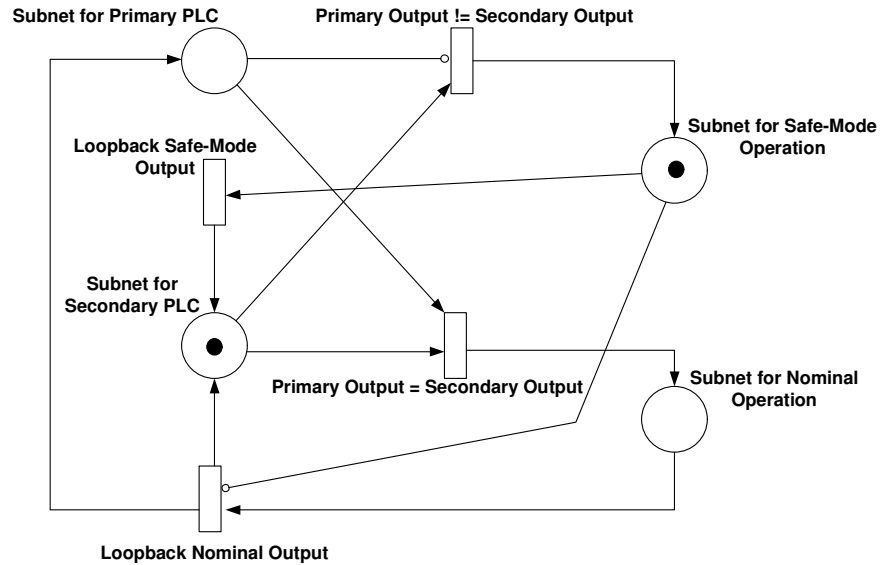 Subnet for Primary PLC
Primary Output != Secondary Output
Loopback Safe-Mode
Output
Subnet for Safe-Mode
Operation
Subnet for
Secondary PLC
Primary Output = Secondary Output
Subnet for Nominal
Operation
Loopback Nominal Output